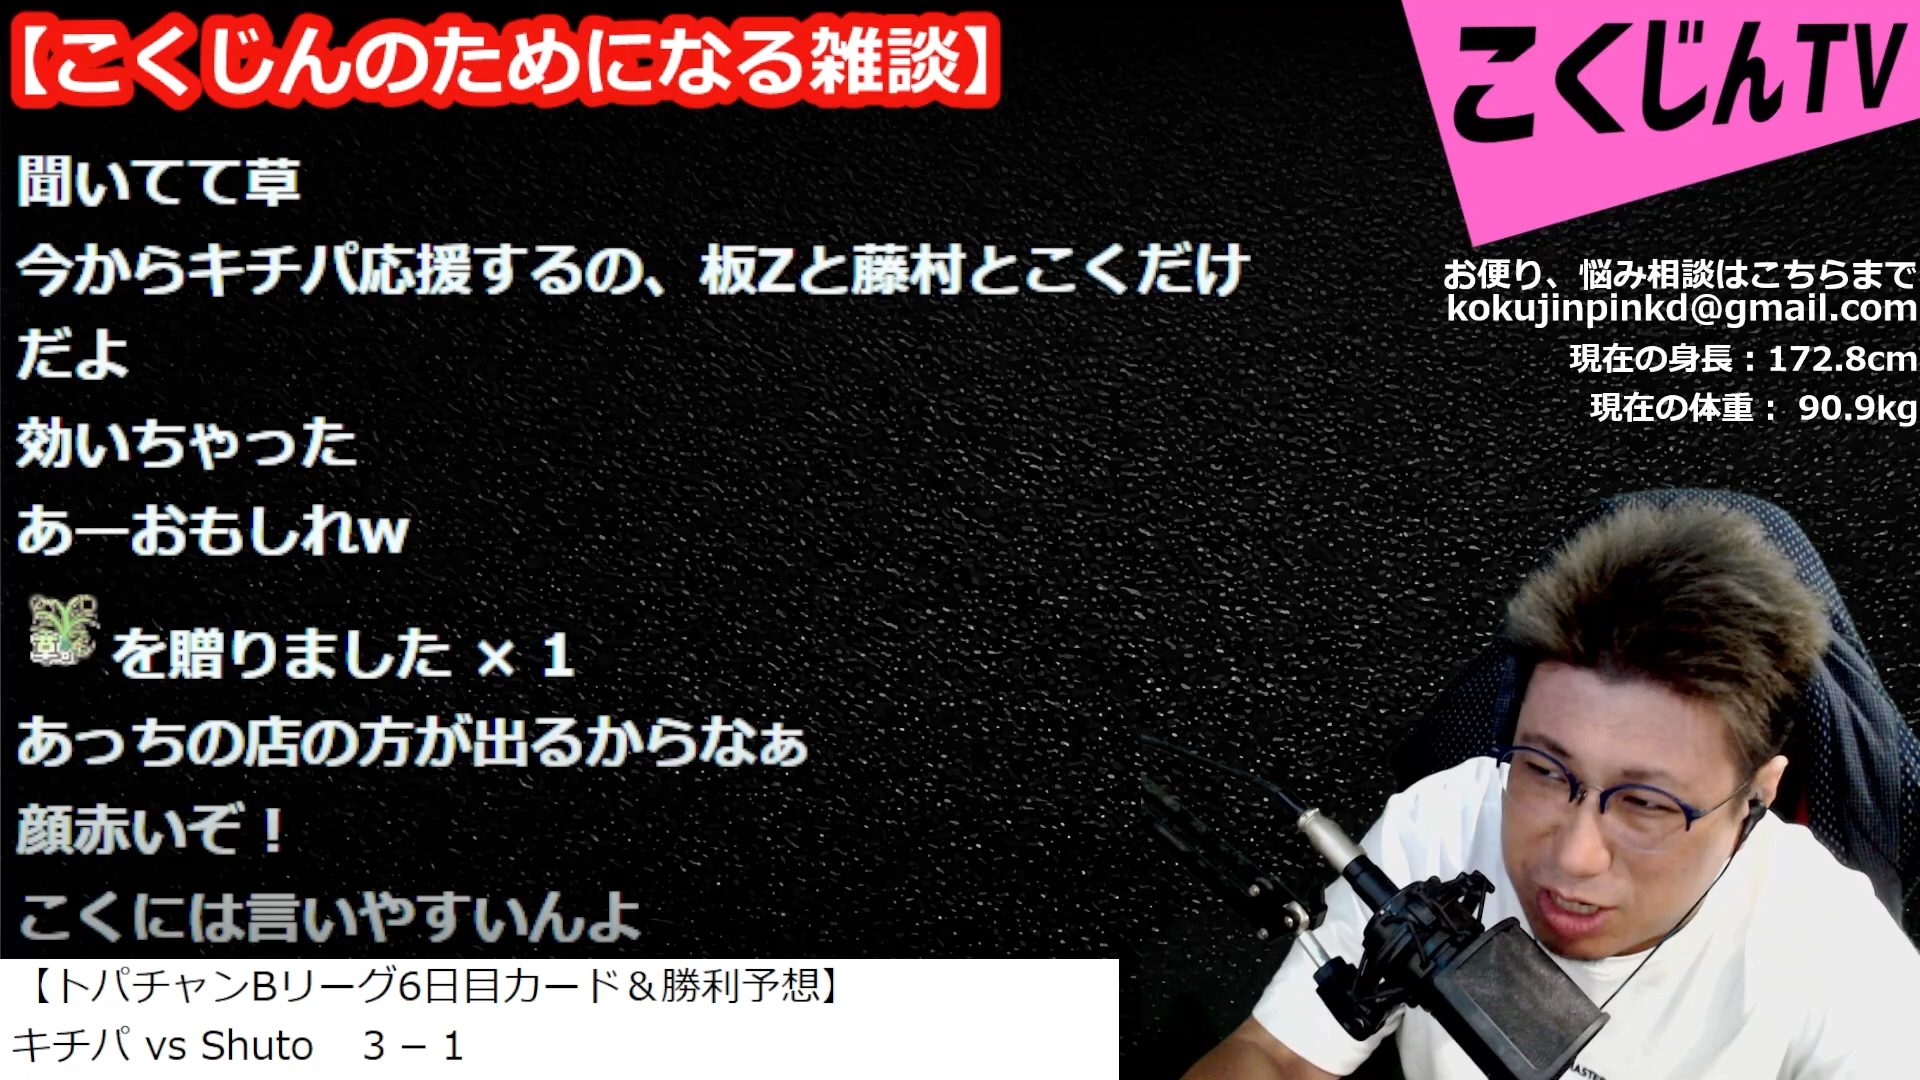 【こくじんのためになる雑談】
こくじんTV
聞いてて草
今からキチパ応援するの、板Zと藤村とこくだけ
だよ
効いちゃった
あーおもしれw
草
を贈りました × 1
あっちの店の方が出るからなぁ
顔赤いぞ！
こくには言いやすいんよ
お便り、悩み相談はこちらまで
kokujinpinkd@gmail.com
現在の身長：172.8cm
現在の体重： 90.9kg
【トパチャンBリーグ6日目カード＆勝利予想】
キチパ vs Shuto　3 – 1